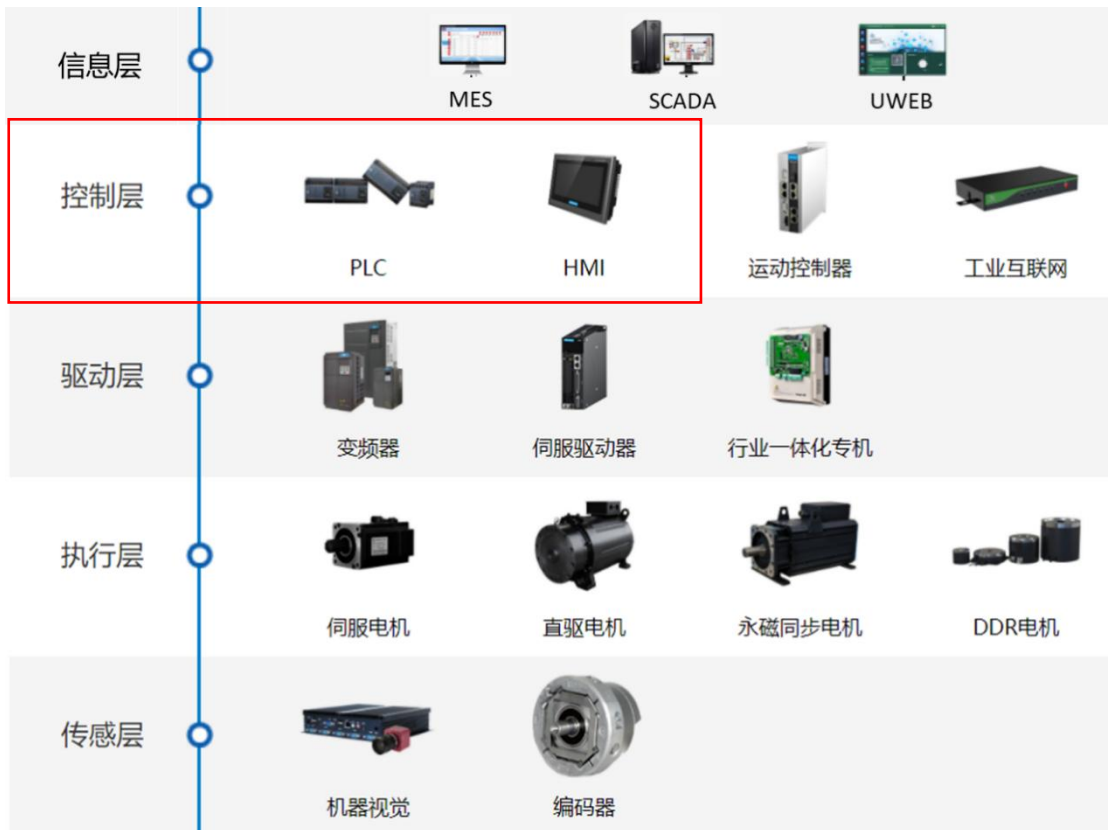 信息层
MES
SCADA
UWEB
控制层
PLC
HMI
运动控制器
工业互联网
驱动层
变频器
伺服驱动器
行业一体化专机
执行层
伺服电机
直驱电机
永磁同步电机
DDR电机
传感层
机器视觉
编码器